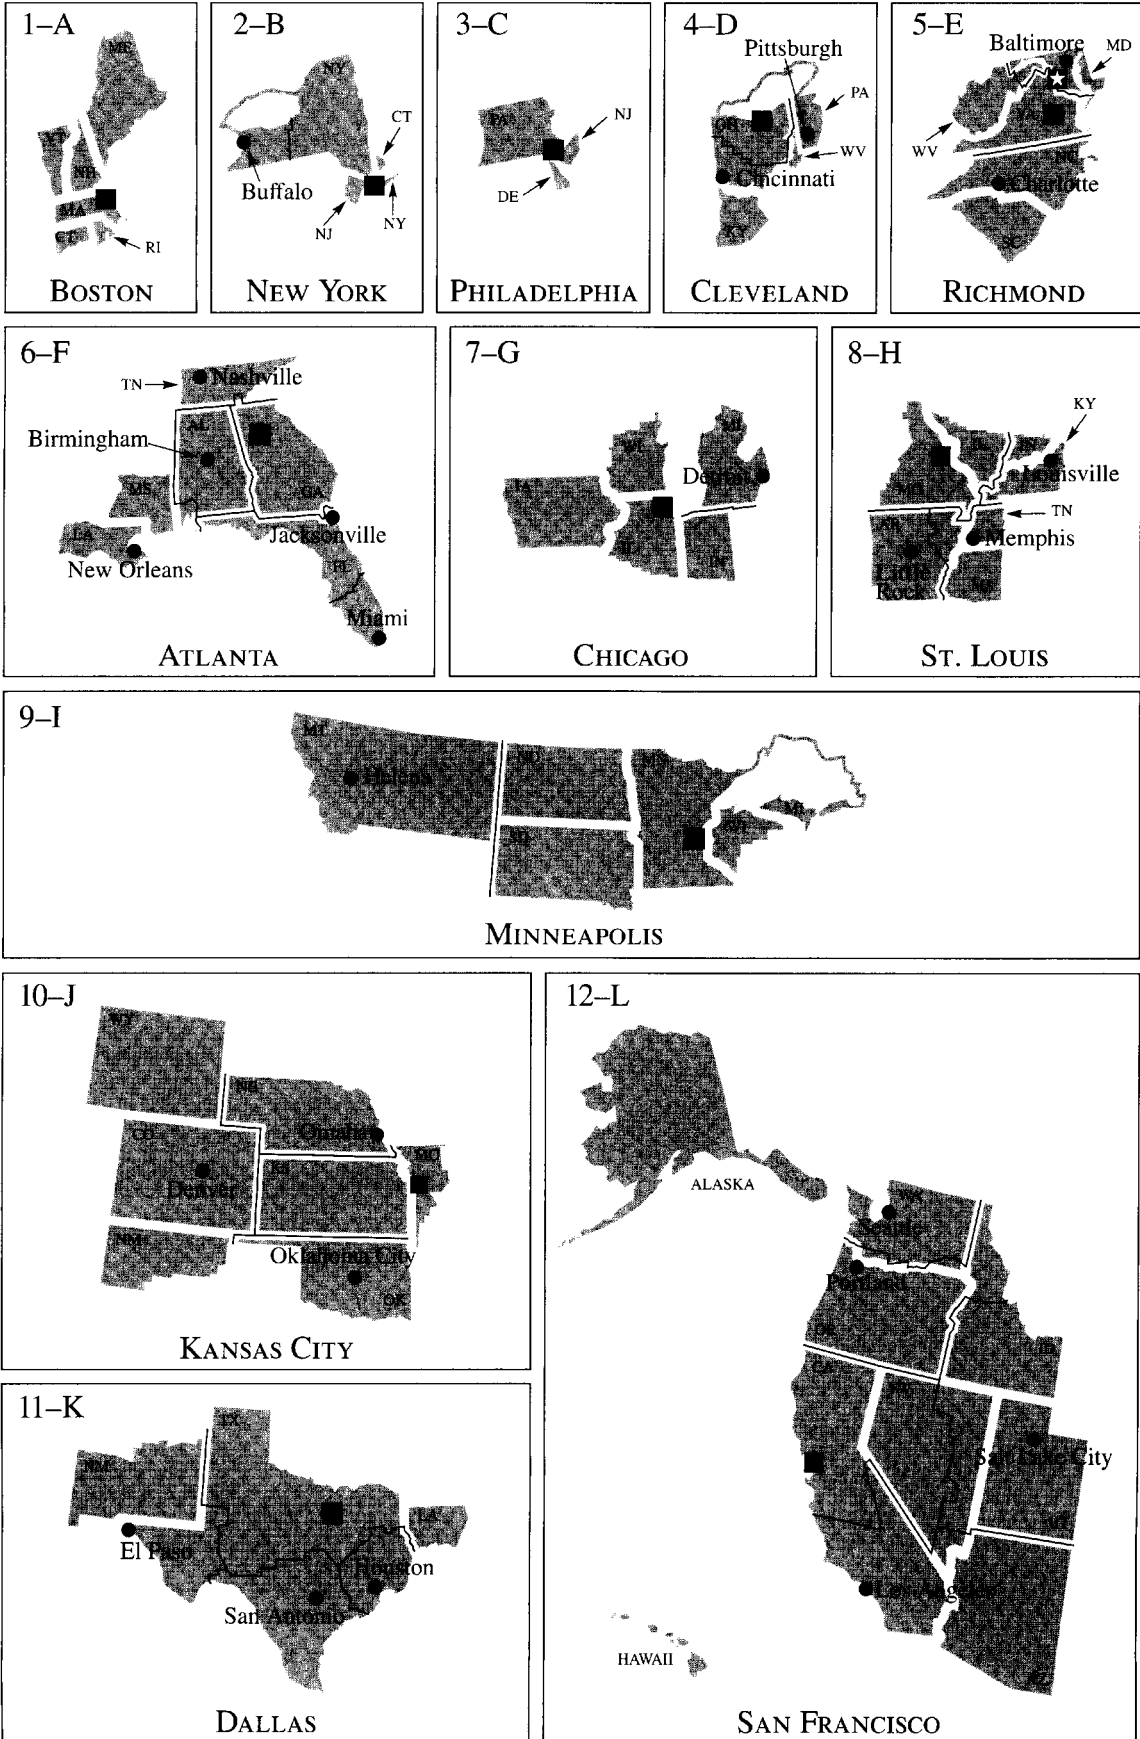 1–A
ME
VT
NH
MA
CT
RI
BOSTON
2–B
NY
CT
Buffalo
NJ
NY
NEW YORK
3–C
PA
NJ
DE
PHILADELPHIA
4–D
Pittsburgh
PA
OH
WV
Cincinnati
KY
CLEVELAND
5–E
Baltimore
MD
VA
WV
NC
Charlotte
SC
RICHMOND
6–F
TN
Nashville
AL
Birmingham
MS
GA
LA
Jacksonville
New Orleans
FL
Miami
ATLANTA
7–G
WI
MI
Detroit
IA
IL
IN
CHICAGO
8–H
KY
IL
IN
Louisville
MO
TN
AR
Memphis
Little
Rock
MS
ST. LOUIS
9–I
MT
ND
MN
Helena
MI
WI
SD
MINNEAPOLIS
10–J
WY
NE
Omaha
CO
MO
KS
Denver
NM
Oklahoma City
OK
KANSAS CITY
11–K
TX
NM
LA
El Paso
Houston
San Antonio
DALLAS
12–L
ALASKA
WA
Seattle
Portland
OR
ID
CA
NV
Salt Lake City
UT
Los Angeles
HAWAII
AZ
SAN FRANCISCO